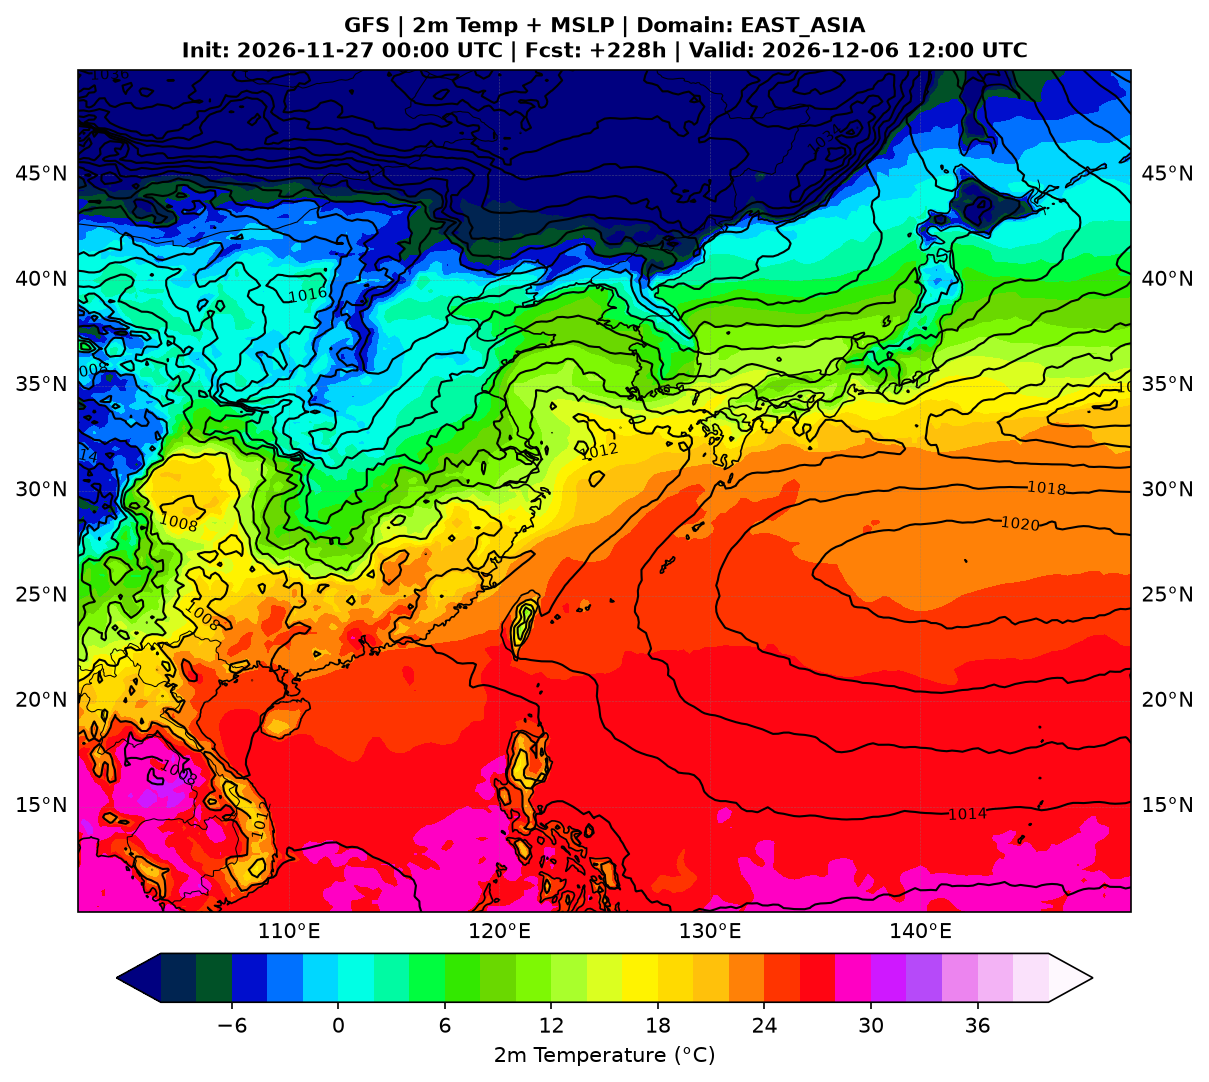 GFS | 2m Temp + MSLP | Domain: EAST_ASIA
Init: 2026-11-27 00:00 UTC | Fcst: +228h | Valid: 2026-12-06 12:00 UTC
45°N 45°N
40°N 40°N
1016
35°N 35°N
1012
30°N 30°N
1018
1008
1020
25°N 25°N
1008
20°N 20°N
1008
15°N 15°N
1012
1014
110°E 120°E 130°E 140°E
−6 0 6 12 18 24 30 36
2m Temperature (°C)